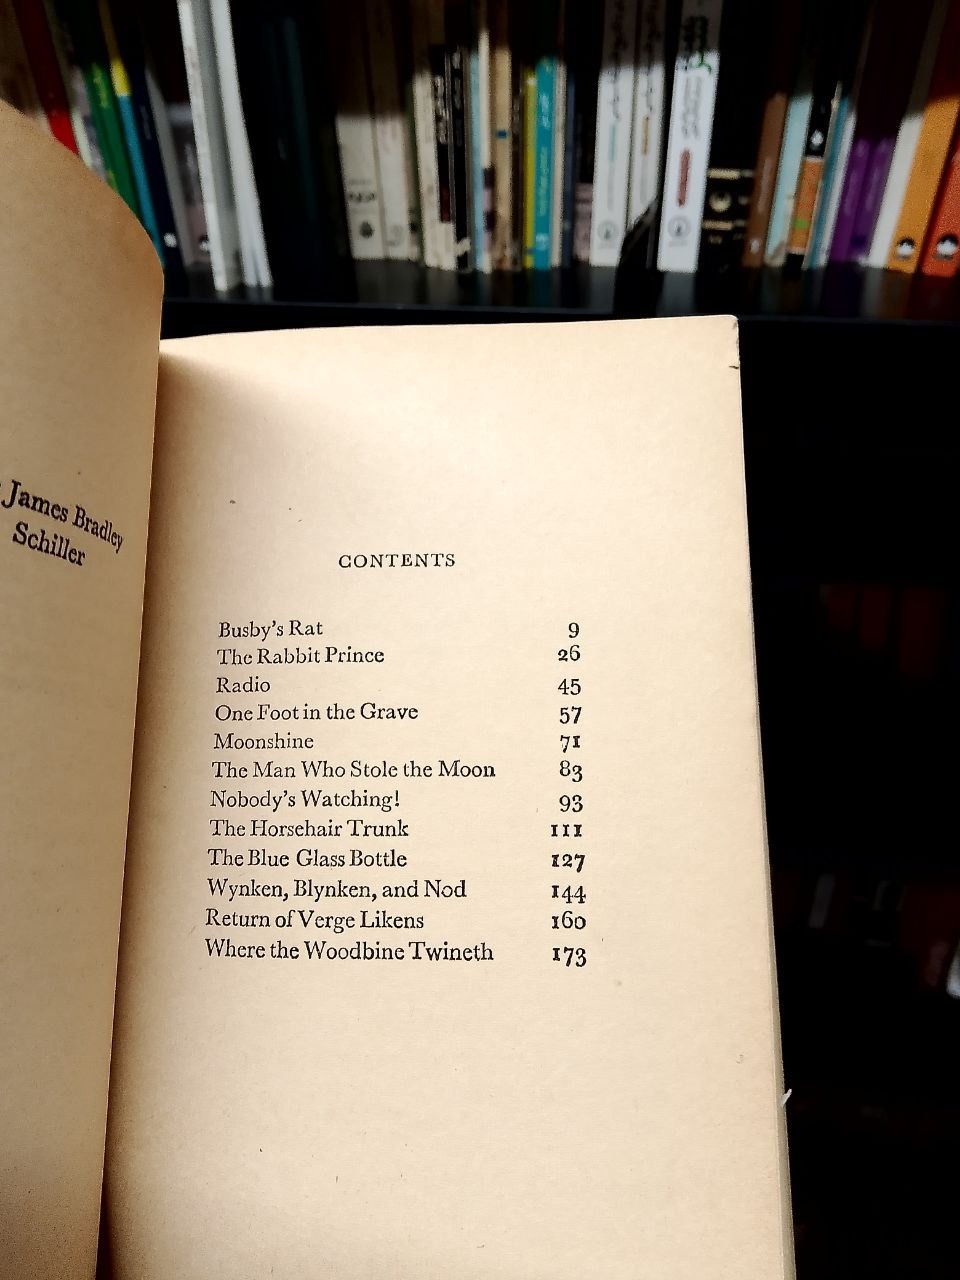 James Bradley
Schiller
CONTENTS
Busby's Rat 9
The Rabbit Prince 26
Radio 45
One Foot in the Grave 57
Moonshine 71
The Man Who Stole the Moon 83
Nobody's Watching! 93
The Horsehair Trunk 111
The Blue Glass Bottle 127
Wynken, Blynken, and Nod 144
Return of Verge Likens 160
Where the Woodbine Twineth 173